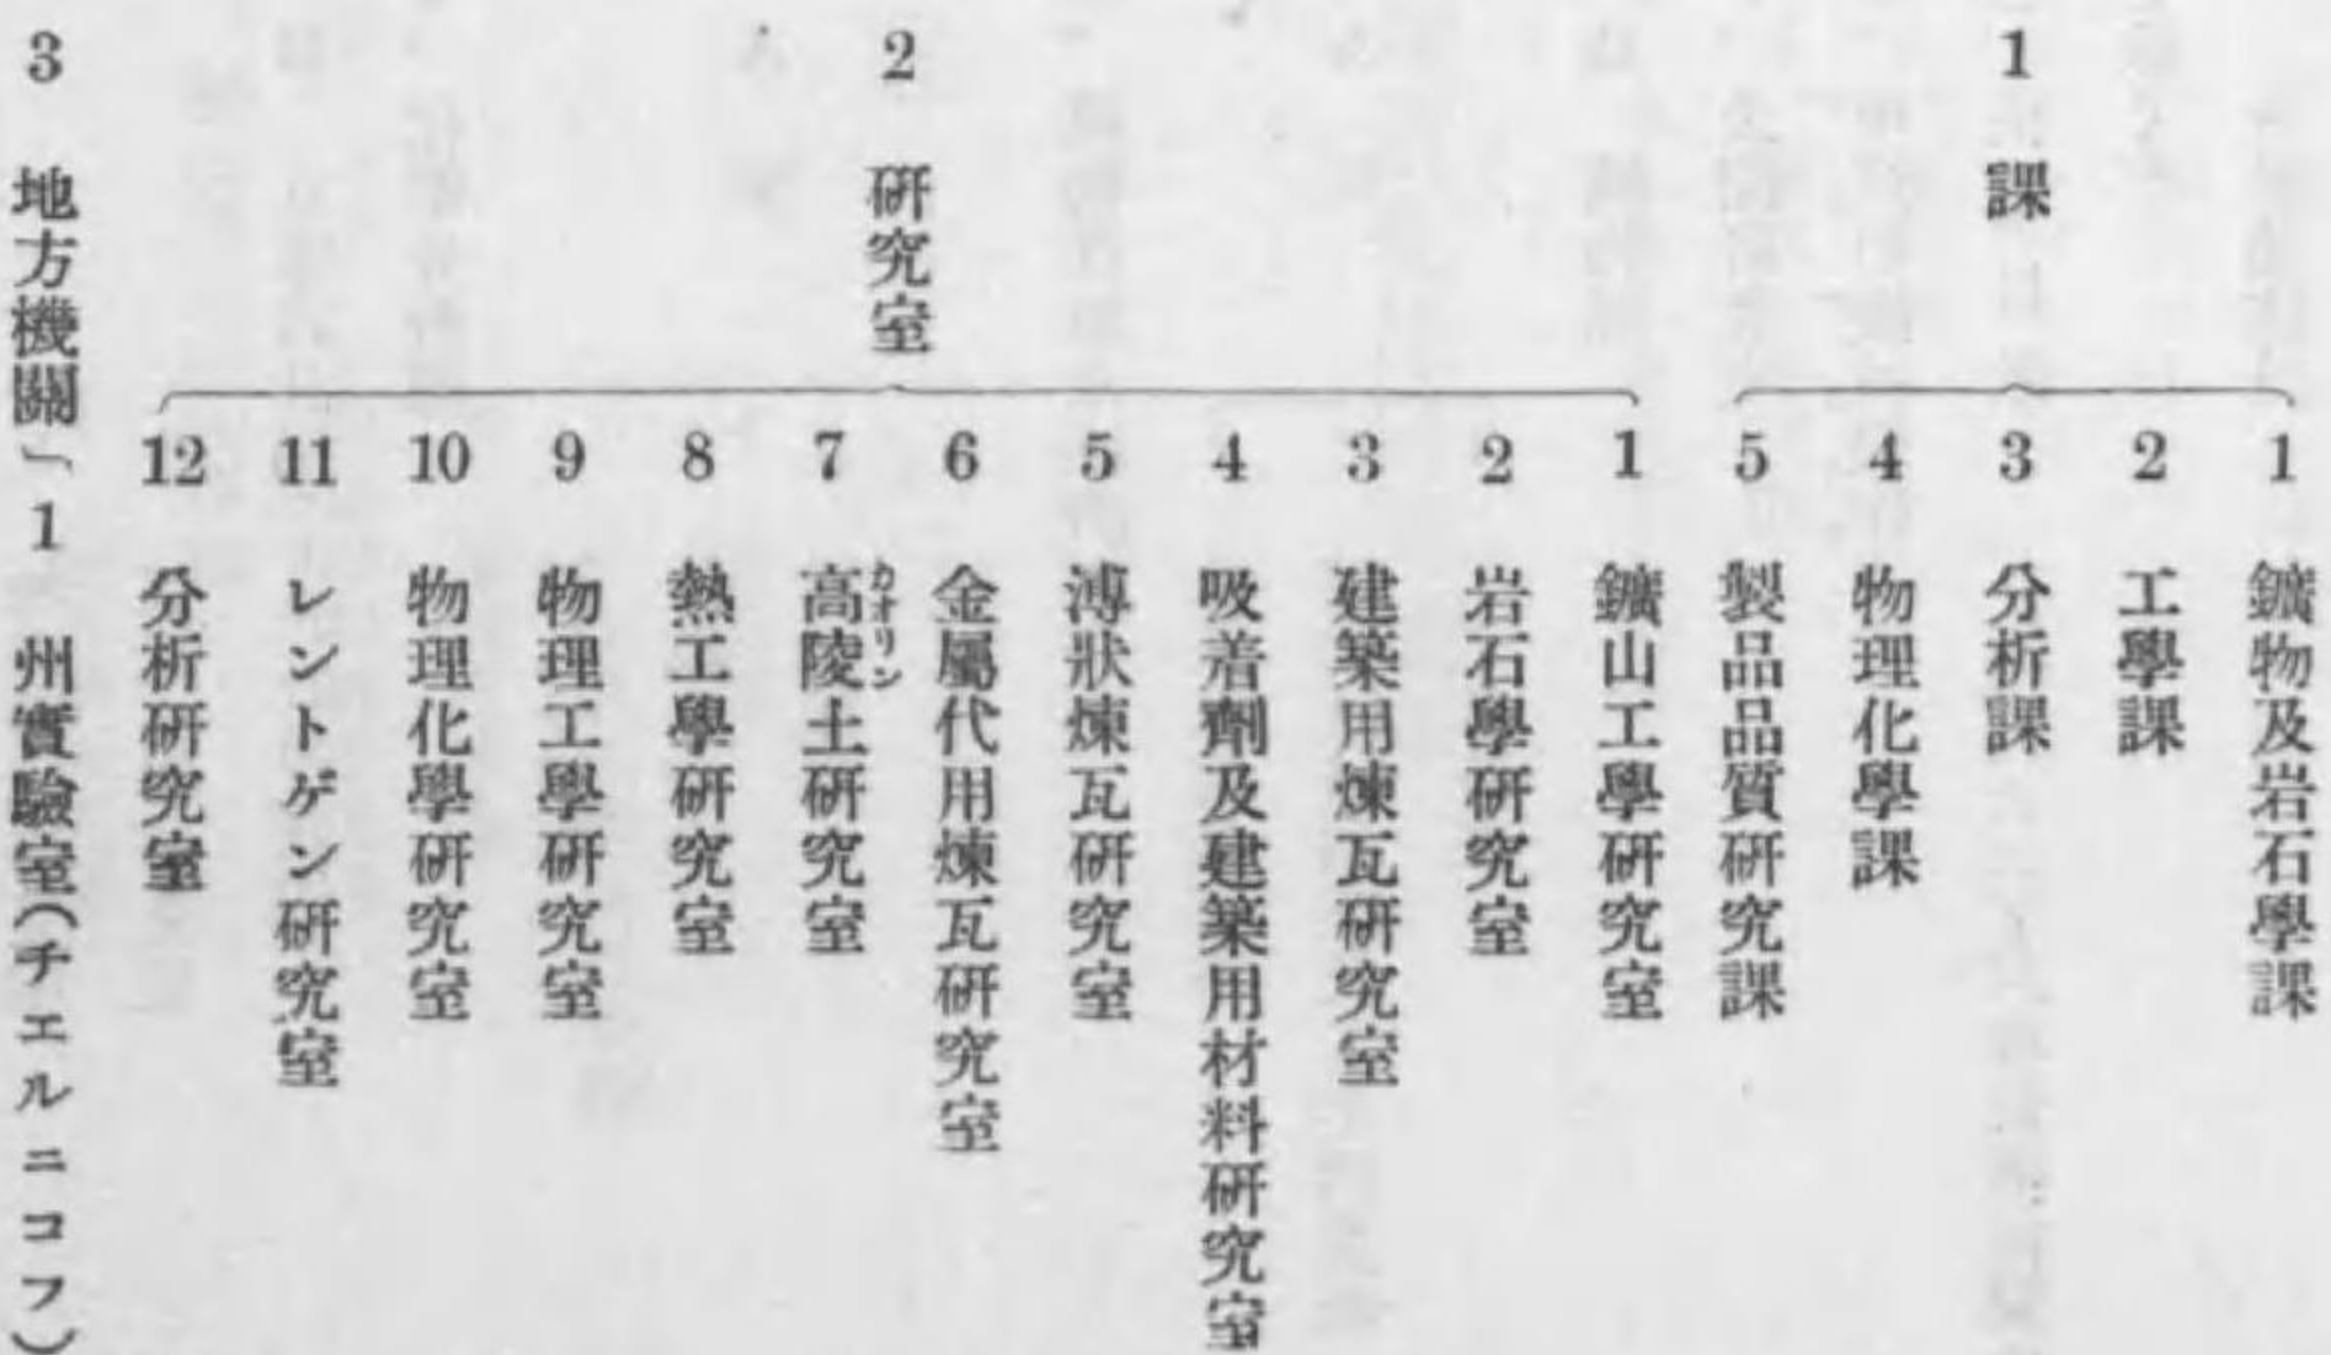 1 課
1 鑛物及岩石學課
2 工學課
3 分析課
4 物理化學課
5 製品品質研究課
2 研究室
1 鑛山工學研究室
2 岩石學研究室
3 建築用煉瓦研究室
4 吸着劑及建築用材料研究室
5 溥狀煉瓦研究室
6 金屬代用煉瓦研究室
7 高陵土研究室
カオリン
8 熱工學研究室
9 物理工學研究室
10 物理化學研究室
11 レントゲン研究室
12 分析研究室
3 地方機關｛1 州實驗室（チエルニコフ）